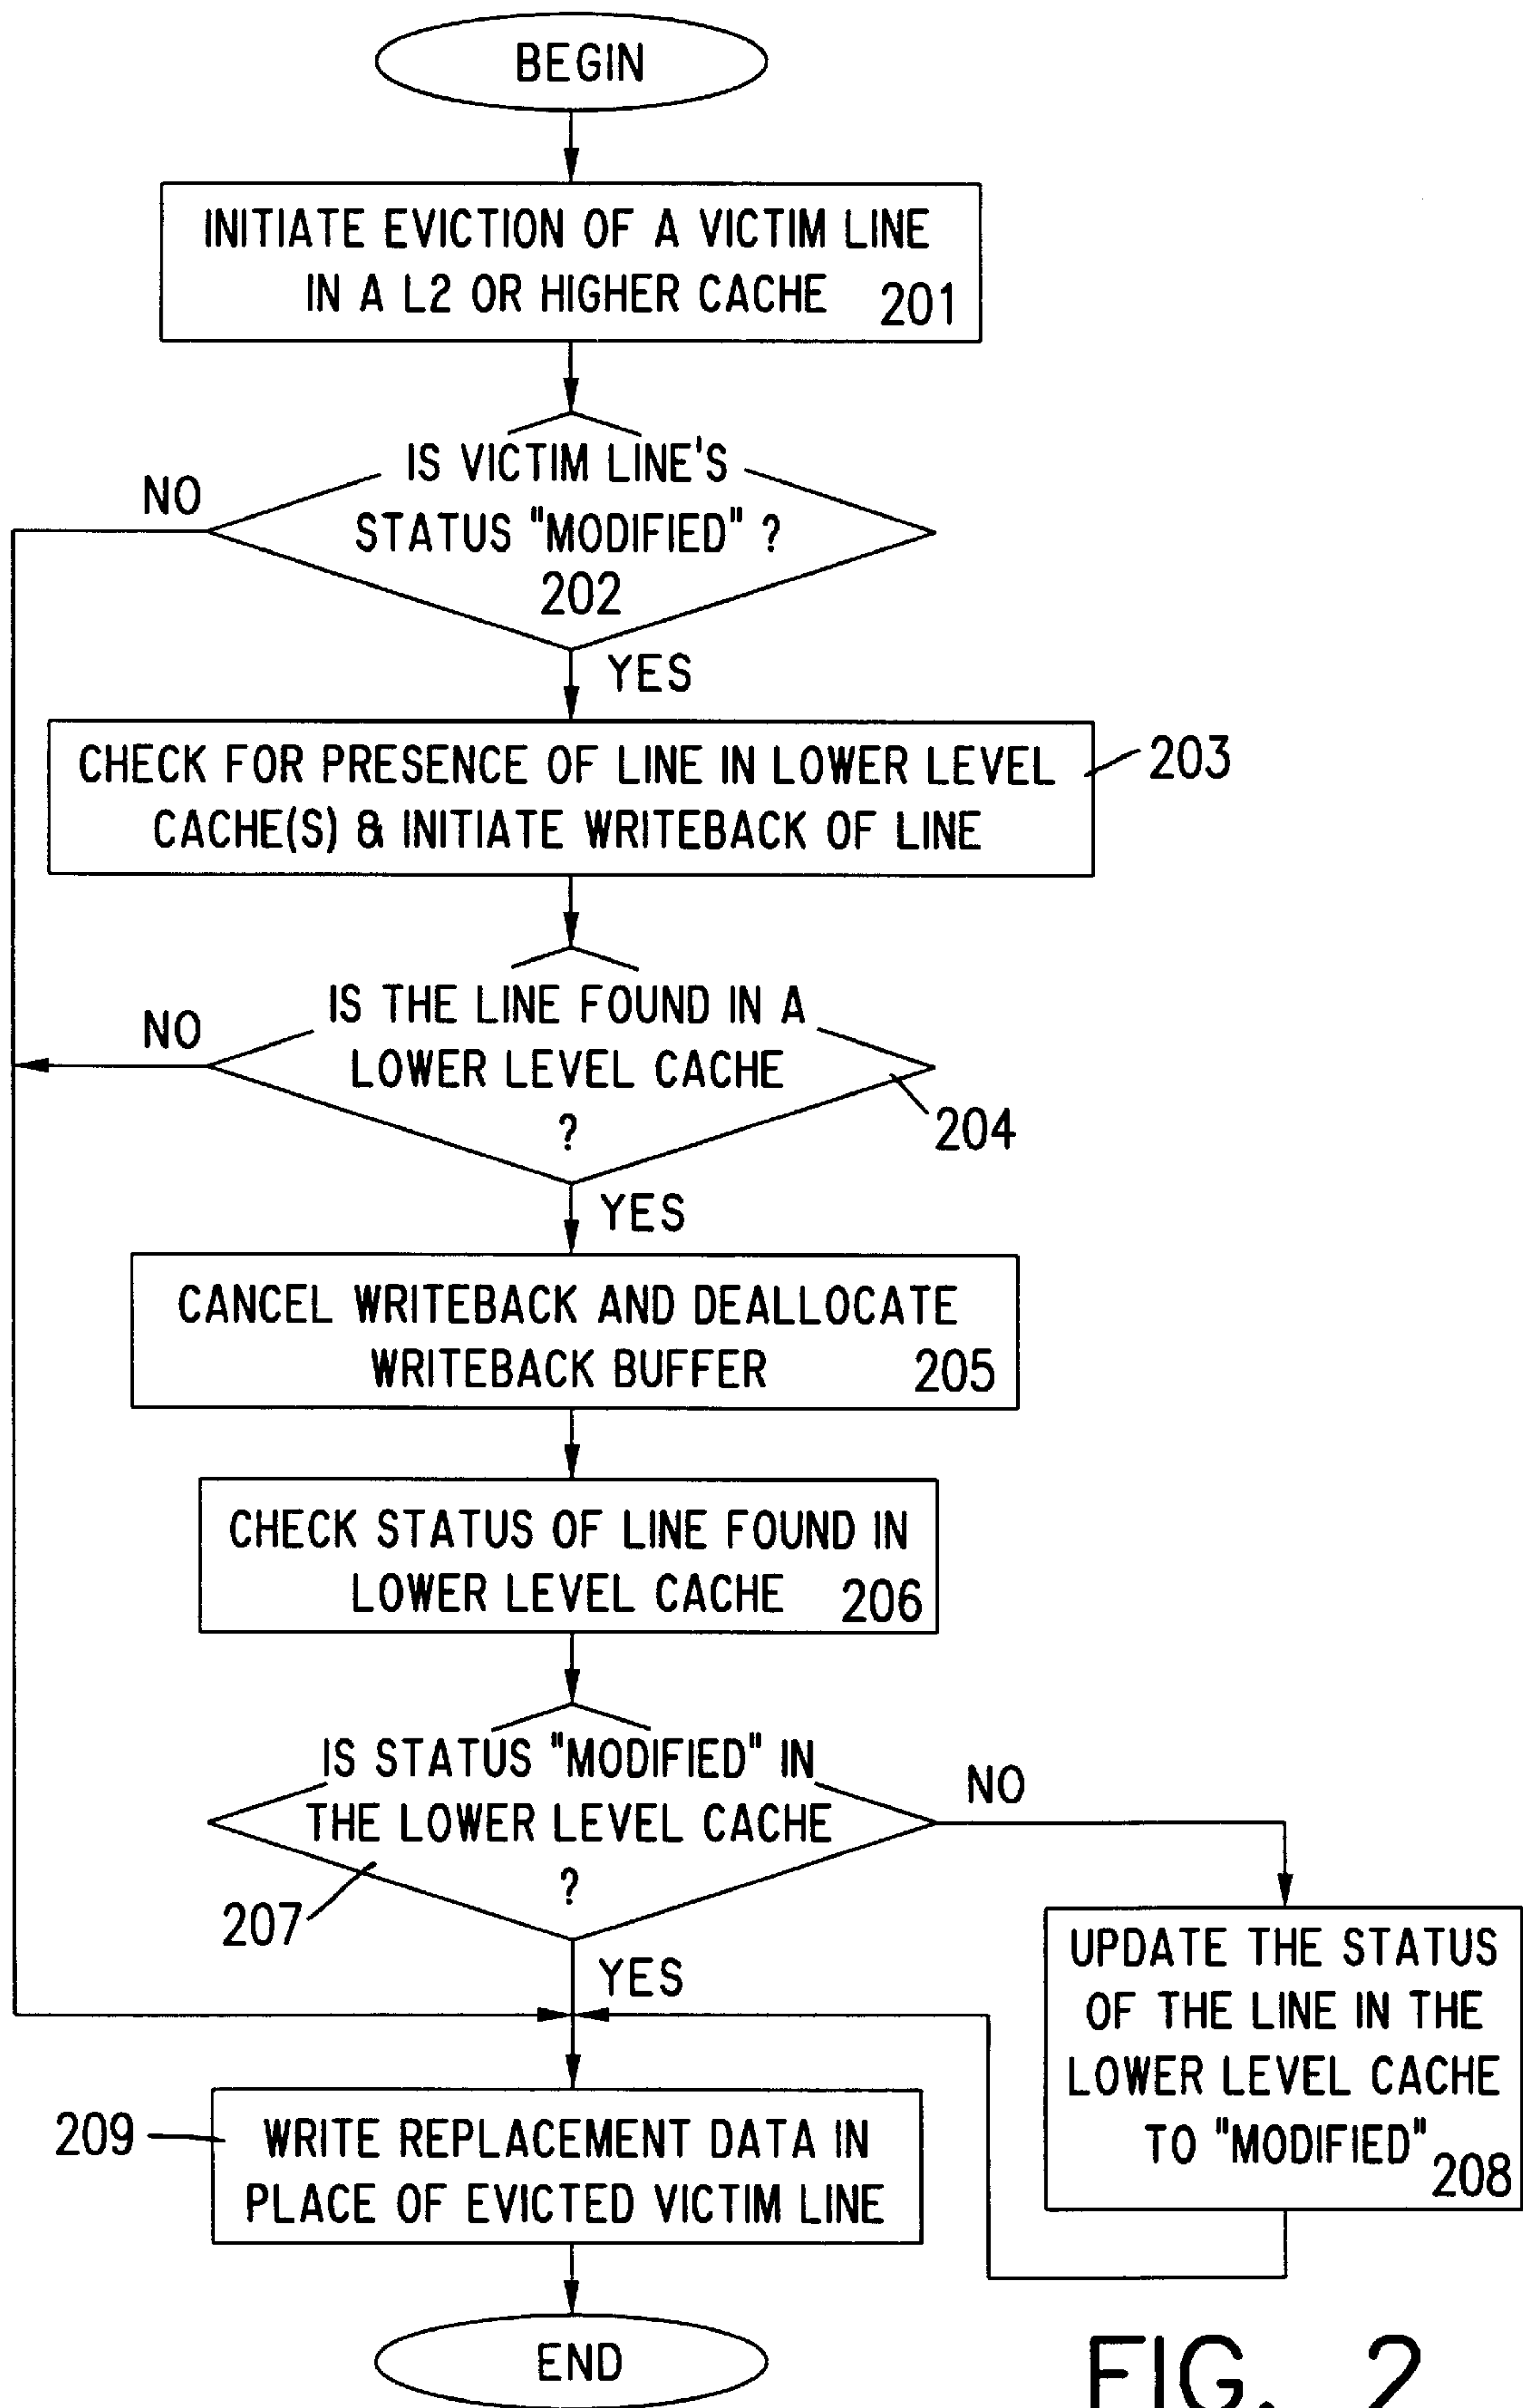 BEGIN
INITIATE EVICTION OF A VICTIM LINE
IN A L2 OR HIGHER CACHE 201
IS VICTIM LINE'S
NO
STATUS "MODIFIED" ?
202
YES
CHECK FOR PRESENCE OF LINE IN LOWER LEVEL
CACHE(S) & INITIATE WRITEBACK OF LINE
203
IS THE LINE FOUND IN A
NO
LOWER LEVEL CACHE
?
204
YES
CANCEL WRITEBACK AND DEALLOCATE
WRITEBACK BUFFER 205
CHECK STATUS OF LINE FOUND IN
LOWER LEVEL CACHE 206
IS STATUS "MODIFIED" IN
THE LOWER LEVEL CACHE
?
NO
207
YES
UPDATE THE STATUS
OF THE LINE IN THE
LOWER LEVEL CACHE
TO "MODIFIED"
208
209
WRITE REPLACEMENT DATA IN
PLACE OF EVICTED VICTIM LINE
END
FIG. 2